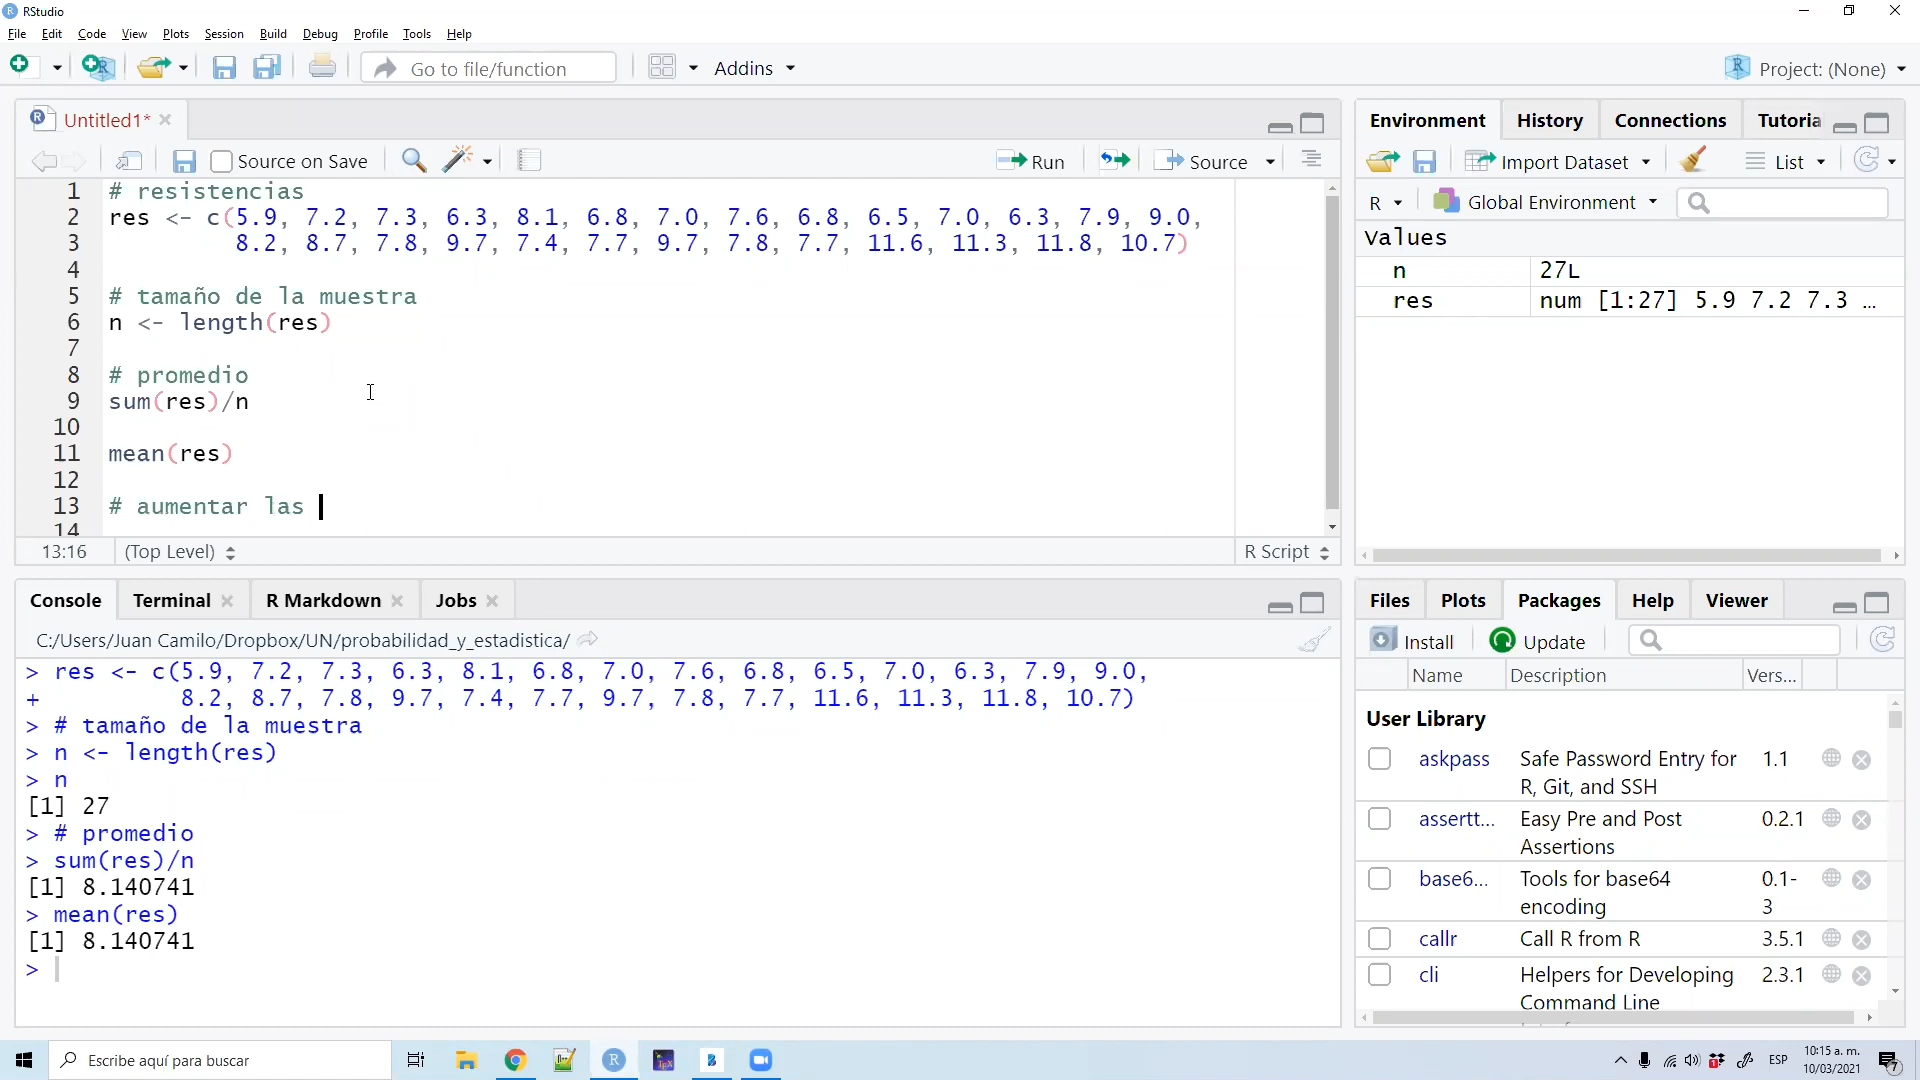 RStudio
File Edit Code View Plots Session Build Debug Profile Tools Help
Go to file/function
Addins
Project: (None)
Untitled1*
Source on Save
Run
Source
1 # resistencias
2 res <- c(5.9, 7.2, 7.3, 6.3, 8.1, 6.8, 7.0, 7.6, 6.8, 6.5, 7.0, 6.3, 7.9, 9.0,
3 8.2, 8.7, 7.8, 9.7, 7.4, 7.7, 9.7, 7.8, 7.7, 11.6, 11.3, 11.8, 10.7)
4
5 # tamaño de la muestra
6 n <- length(res)
7
8 # promedio
9 sum(res)/n
10
11 mean(res)
12
13 # aumentar las
14
13:16 (Top Level) R Script
Console Terminal R Markdown Jobs
C:/Users/Juan Camilo/Dropbox/UN/probabilidad_y_estadistica/
> res <- c(5.9, 7.2, 7.3, 6.3, 8.1, 6.8, 7.0, 7.6, 6.8, 6.5, 7.0, 6.3, 7.9, 9.0,
+ 8.2, 8.7, 7.8, 9.7, 7.4, 7.7, 9.7, 7.8, 7.7, 11.6, 11.3, 11.8, 10.7)
> # tamaño de la muestra
> n <- length(res)
> n
[1] 27
> # promedio
> sum(res)/n
[1] 8.140741
> mean(res)
[1] 8.140741
>
Environment History Connections Tutoria
Import Dataset List
R Global Environment
Values
n 27L
res num [1:27] 5.9 7.2 7.3 …
Files Plots Packages Help Viewer
Install Update
Name Description Vers...
User Library
askpass Safe Password Entry for 1.1
R, Git, and SSH
assertt... Easy Pre and Post 0.2.1
Assertions
base6... Tools for base64 0.1-
encoding 3
callr Call R from R 3.5.1
cli Helpers for Developing 2.3.1
Command Line
Escribe aquí para buscar
ESP
10:15 a. m.
10/03/2021
7